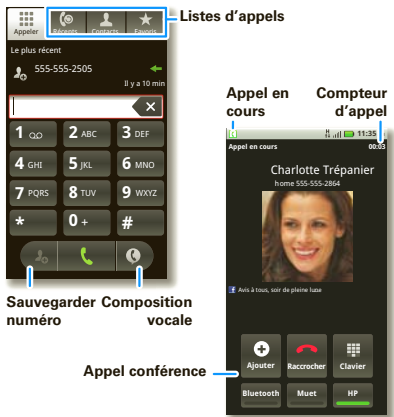 Listes d'appels
Appeler Récents Contacts Favoris
Le plus récent
555-555-2505
Il y a 10 min
1 2 ABC 3 DEF
4 GHI 5 JKL 6 MNO
7 PQRS 8 TUV 9 WXYZ
* 0 + #
Sauvegarder numéro
Composition vocale
Appel en cours
Compteur d'appel
11:35
Appel en cours 00:03
Charlotte Trépanier
home 555-555-2864
Avis à tous, soir de pleine lune
Ajouter Raccrocher Clavier
Appel conférence
Bluetooth Muet HP